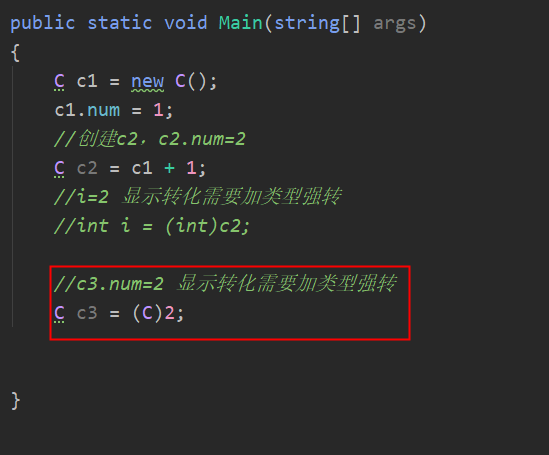 public static void Main(string[] args)
{
C c1 = new C();
c1.num = 1;
//创建c2，c2.num=2
C c2 = c1 + 1;
//i=2 显示转化需要加类型强转
//int i = (int)c2;
//c3.num=2 显示转化需要加类型强转
C c3 = (C)2;
}